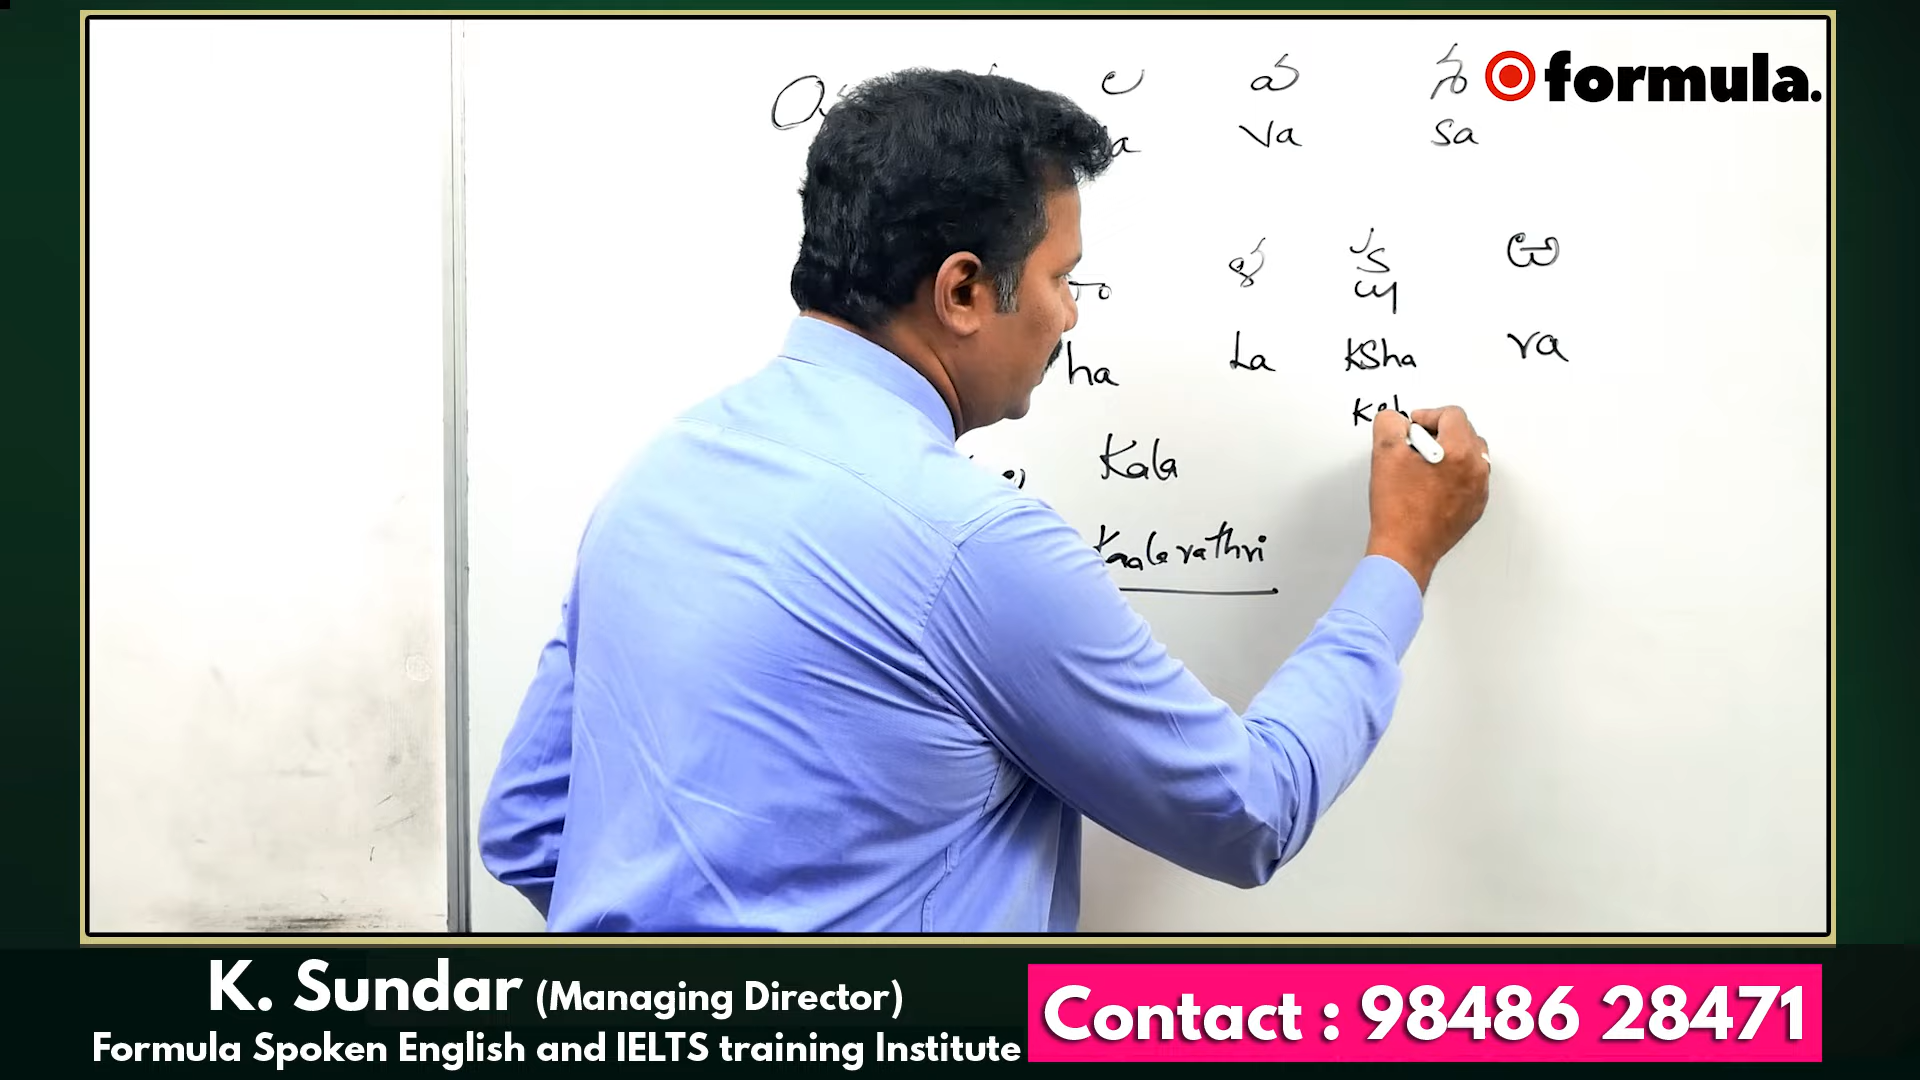 ల వ స
formula.
a Va Sa
ళ క్ష ఱ
ha La KSha ra
Ksh
Kala
Kaalarathri
K. Sundar (Managing Director)
Formula Spoken English and IELTS training Institute
Contact : 98486 28471